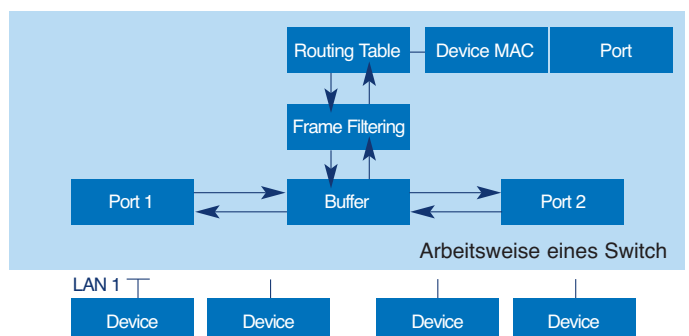 Routing Table
Device MAC
Port
Frame Filtering
Port 1
Buffer
Port 2
Arbeitsweise eines Switch
LAN 1
Device
Device
Device
Device